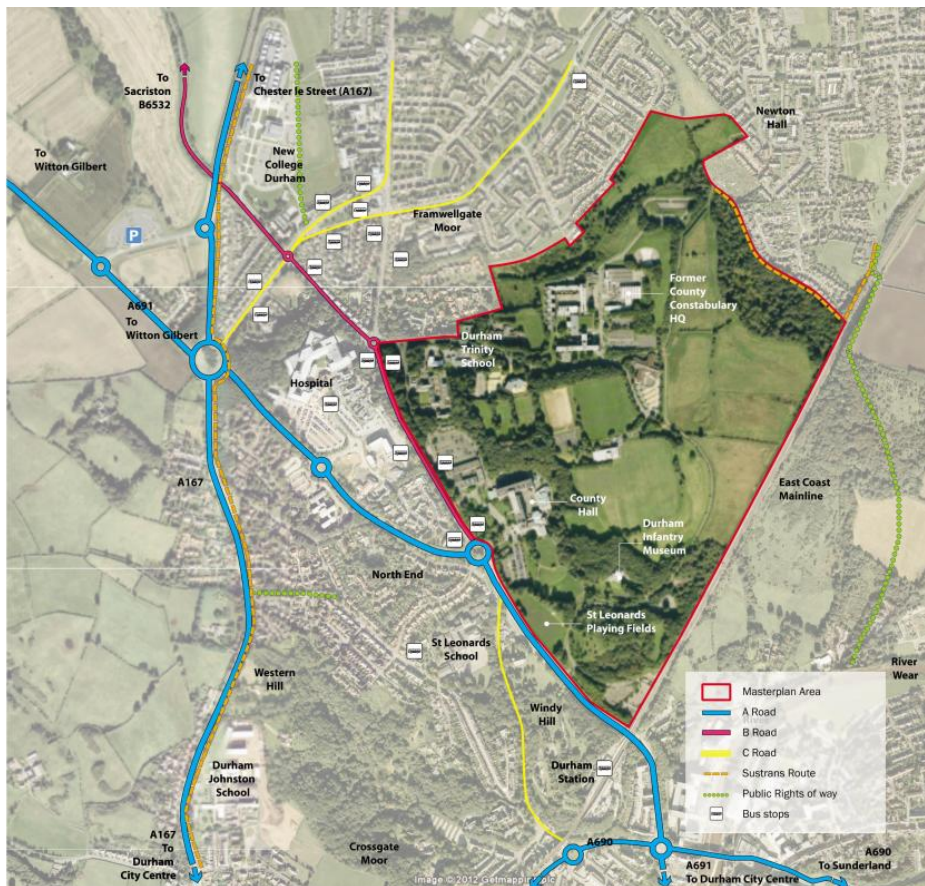 To
Sacriston
B6532
To
Chester le Street (A167)
To
Witton Gilbert
New
College
Durham
Newton
Hall
Framwellgate
Moor
P
A691
To
Witton Gilbert
Former
County
Constabulary
HQ
Durham
Trinity
School
Hospital
A167
East Coast
Mainline
County
Hall
Durham
Infantry
Museum
North End
St Leonards
Playing Fields
St Leonards
School
Western
Hill
Windy
Hill
River
Wear
Durham
Johnston
School
Durham
Station
Masterplan Area
A Road
B Road
C Road
Sustrans Route
Public Rights of way
Bus stops
A167
To
Durham
City Centre
Crossgate
Moor
A690
A691
To Durham City Centre
A690
To Sunderland
Image © 2012 Getmapping plc